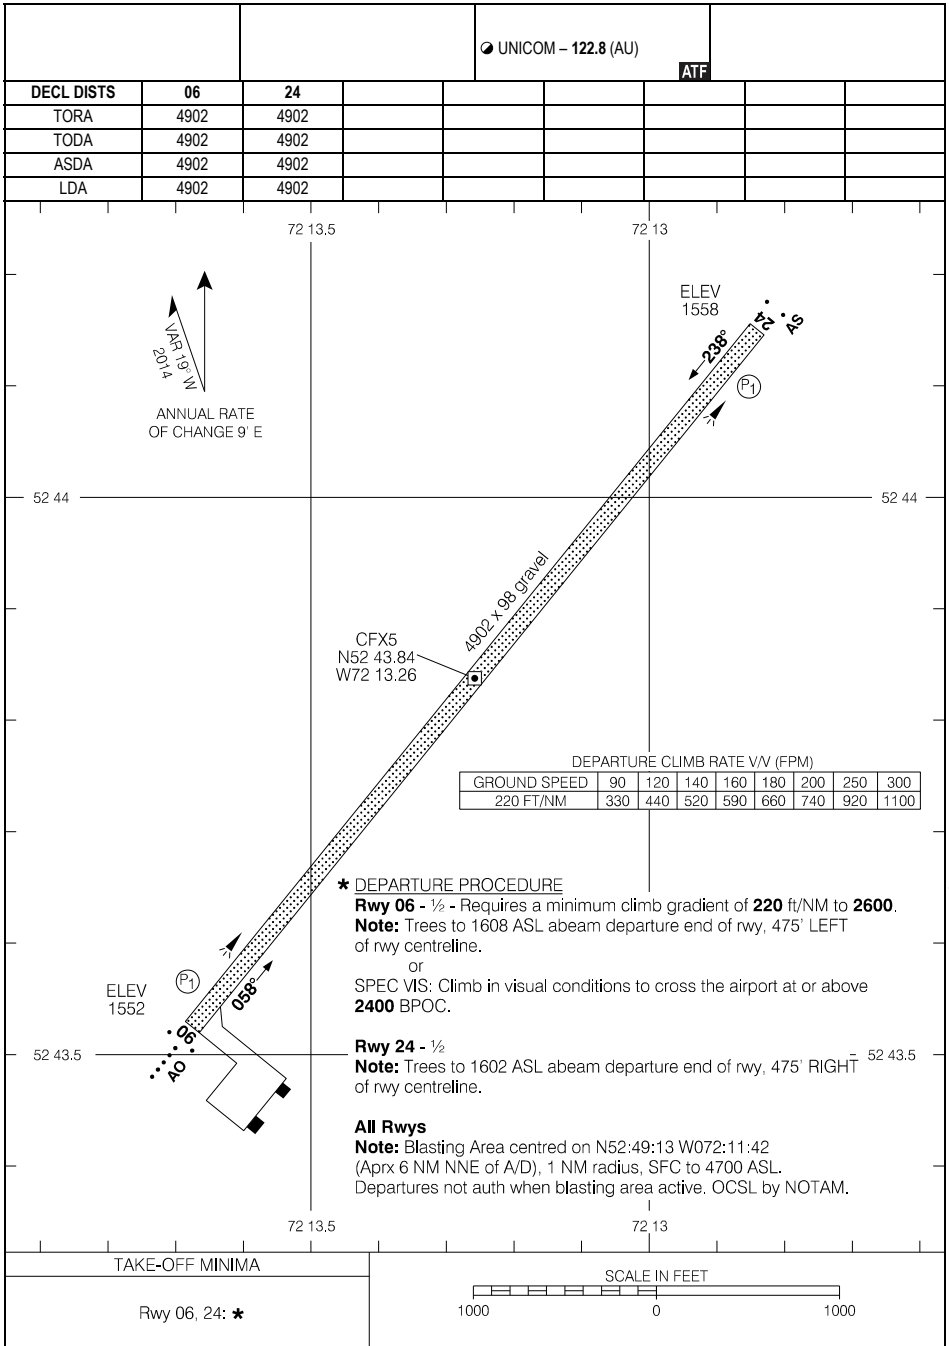 UNICOM – 122.8 (AU)
ATF
DECL DISTS 06 24
TORA 4902 4902
TODA 4902 4902
ASDA 4902 4902
LDA 4902 4902
72 13.5 72 13
ELEV
1558
24
AS
238°
P1
VAR 19° W
2014
ANNUAL RATE
OF CHANGE 9' E
52 44 52 44
4902 x 98 gravel
CFX5
N52 43.84
W72 13.26
DEPARTURE CLIMB RATE V/V (FPM)
GROUND SPEED 90 120 140 160 180 200 250 300
220 FT/NM 330 440 520 590 660 740 920 1100
* DEPARTURE PROCEDURE
Rwy 06 - ½ - Requires a minimum climb gradient of 220 ft/NM to 2600.
Note: Trees to 1608 ASL abeam departure end of rwy, 475' LEFT
of rwy centreline.
or
SPEC VIS: Climb in visual conditions to cross the airport at or above
2400 BPOC.
P1
058°
ELEV
1552
06
AO
52 43.5 52 43.5
Rwy 24 - ½
Note: Trees to 1602 ASL abeam departure end of rwy, 475' RIGHT
of rwy centreline.
All Rwys
Note: Blasting Area centred on N52:49:13 W072:11:42
(Aprx 6 NM NNE of A/D), 1 NM radius, SFC to 4700 ASL.
Departures not auth when blasting area active. OCSL by NOTAM.
72 13.5 72 13
TAKE-OFF MINIMA
Rwy 06, 24: *
SCALE IN FEET
1000 0 1000